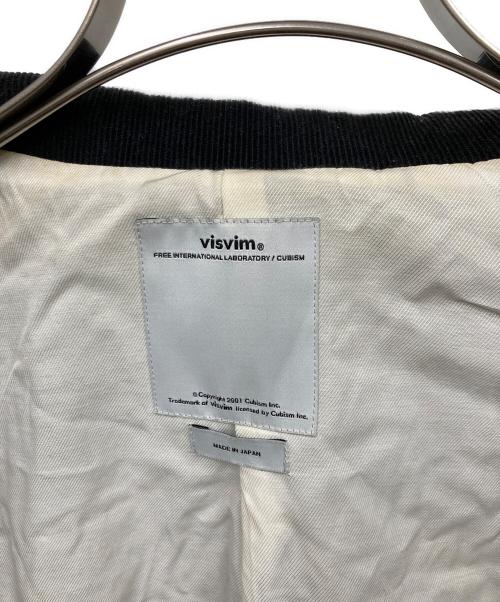 visvim®
FREE INTERNATIONAL LABORATORY / CUBISM
© Copyright 2001 Cubism Inc.
Trademark of visvim licensed by Cubism Inc.
MADE IN JAPAN